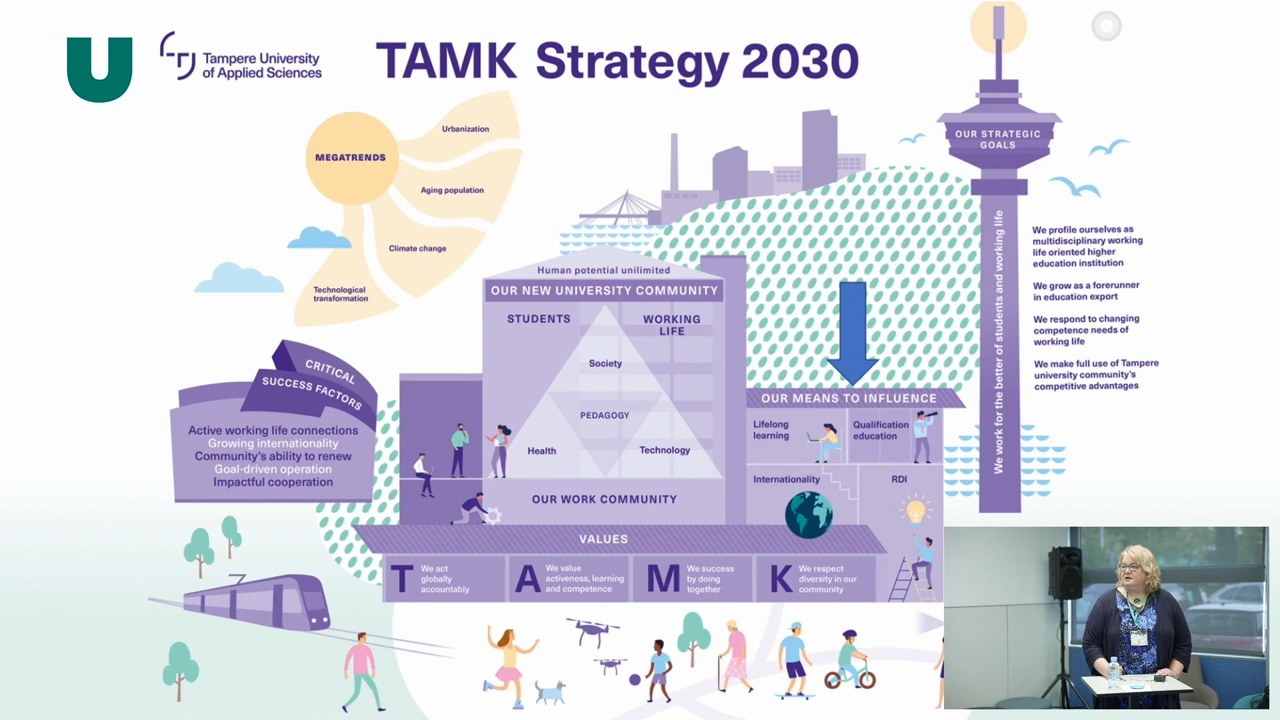 U
Tampere University
of Applied Sciences
TAMK Strategy 2030
MEGATRENDS
Urbanization
Aging population
Climate change
Technological
transformation
OUR STRATEGIC
GOALS
We work for the better of students and working life
We profile ourselves as
multidisciplinary working
life oriented higher
education institution
We grow as a forerunner
in education export
We respond to changing
competence needs of
working life
We make full use of Tampere
university community's
competitive advantages
Human potential unilimited
OUR NEW UNIVERSITY COMMUNITY
STUDENTS
WORKING
LIFE
Society
PEDAGOGY
Health
Technology
OUR WORK COMMUNITY
CRITICAL
SUCCESS FACTORS
Active working life connections
Growing internationality
Community's ability to renew
Goal-driven operation
Impactful cooperation
OUR MEANS TO INFLUENCE
Lifelong
learning
Qualification
education
Internationality
RDI
VALUES
T
We act
globally
accountably
A
We value
activeness, learning
and competence
M
We success
by doing
together
K
We respect
diversity in our
community